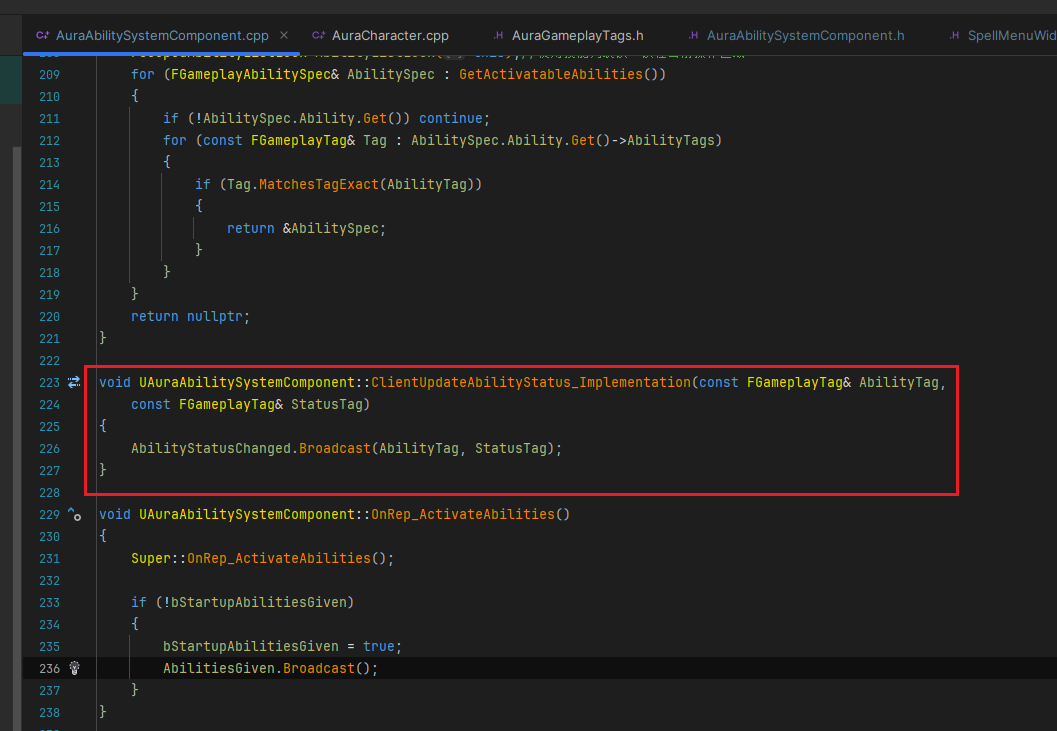 AuraAbilitySystemComponent.cpp × AuraCharacter.cpp .H AuraGameplayTags.h .H AuraAbilitySystemComponent.h .H SpellMenuWid
209 for (FGameplayAbilitySpec& AbilitySpec : GetActivatableAbilities())
210 {
211 if (!AbilitySpec.Ability.Get()) continue;
212 for (const FGameplayTag& Tag : AbilitySpec.Ability.Get()->AbilityTags)
213 {
214 if (Tag.MatchesTagExact(AbilityTag))
215 {
216 return &AbilitySpec;
217 }
218 }
219 }
220 return nullptr;
221 }
222
223 void UAuraAbilitySystemComponent::ClientUpdateAbilityStatus_Implementation(const FGameplayTag& AbilityTag,
224 const FGameplayTag& StatusTag)
225 {
226 AbilityStatusChanged.Broadcast(AbilityTag, StatusTag);
227 }
228
229 void UAuraAbilitySystemComponent::OnRep_ActivateAbilities()
230 {
231 Super::OnRep_ActivateAbilities();
232
233 if (!bStartupAbilitiesGiven)
234 {
235 bStartupAbilitiesGiven = true;
236 AbilitiesGiven.Broadcast();
237 }
238 }